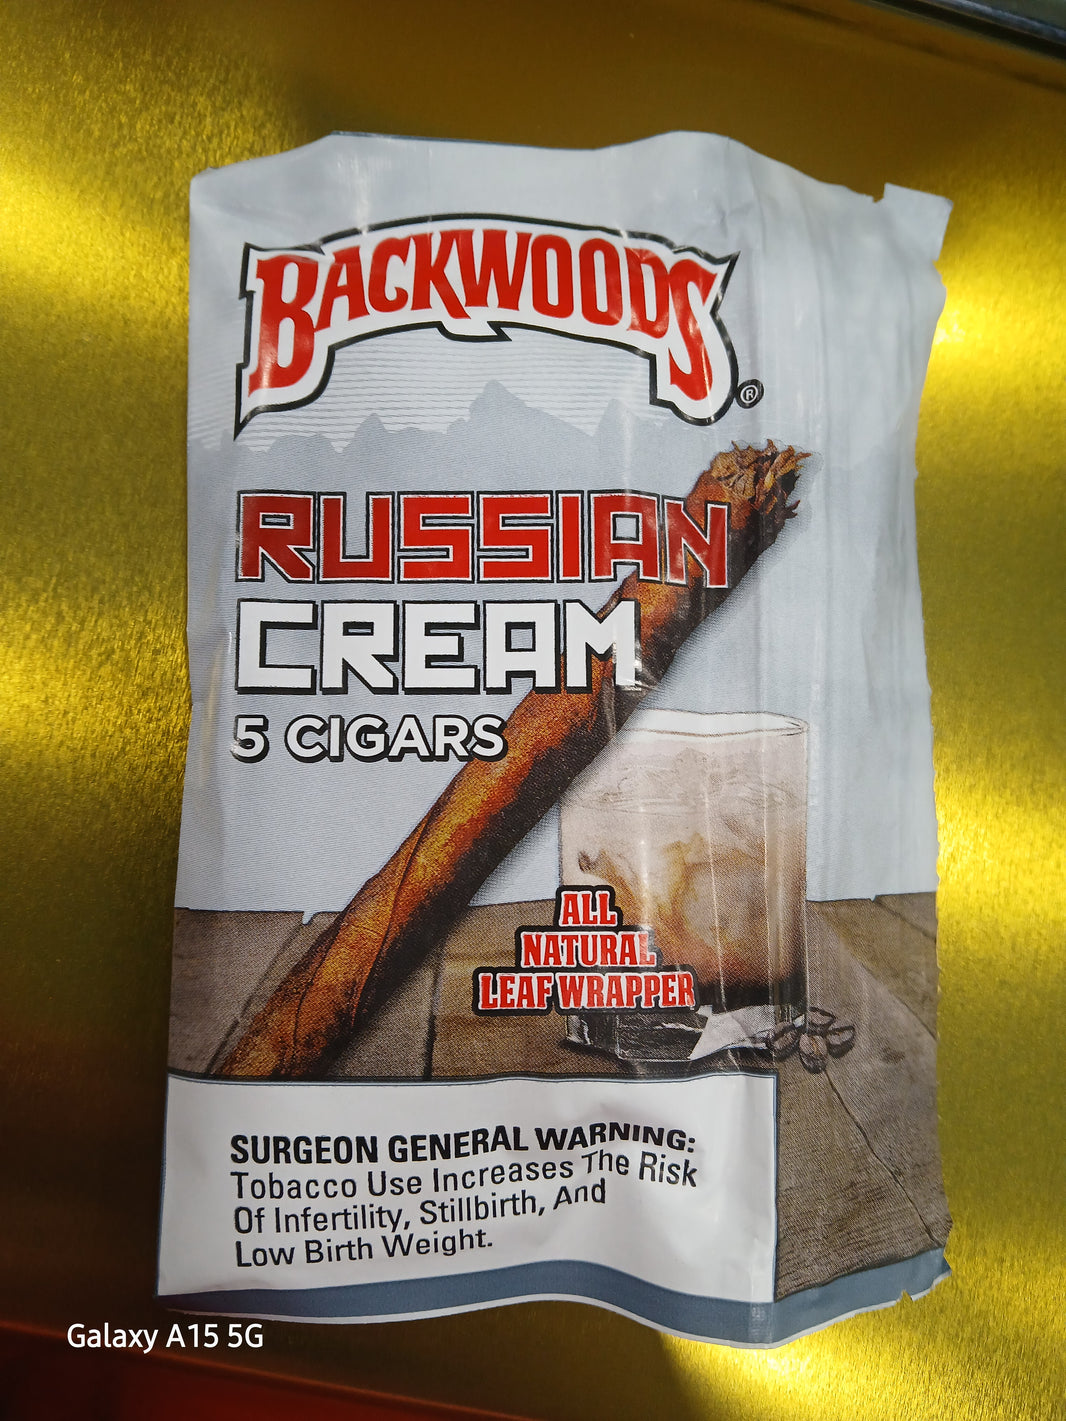 BACKWOODS®
RUSSIAN
CREAM
5 CIGARS
ALL
NATURAL
LEAF WRAPPER
SURGEON GENERAL WARNING:
Tobacco Use Increases The Risk
Of Infertility, Stillbirth, And
Low Birth Weight.
Galaxy A15 5G